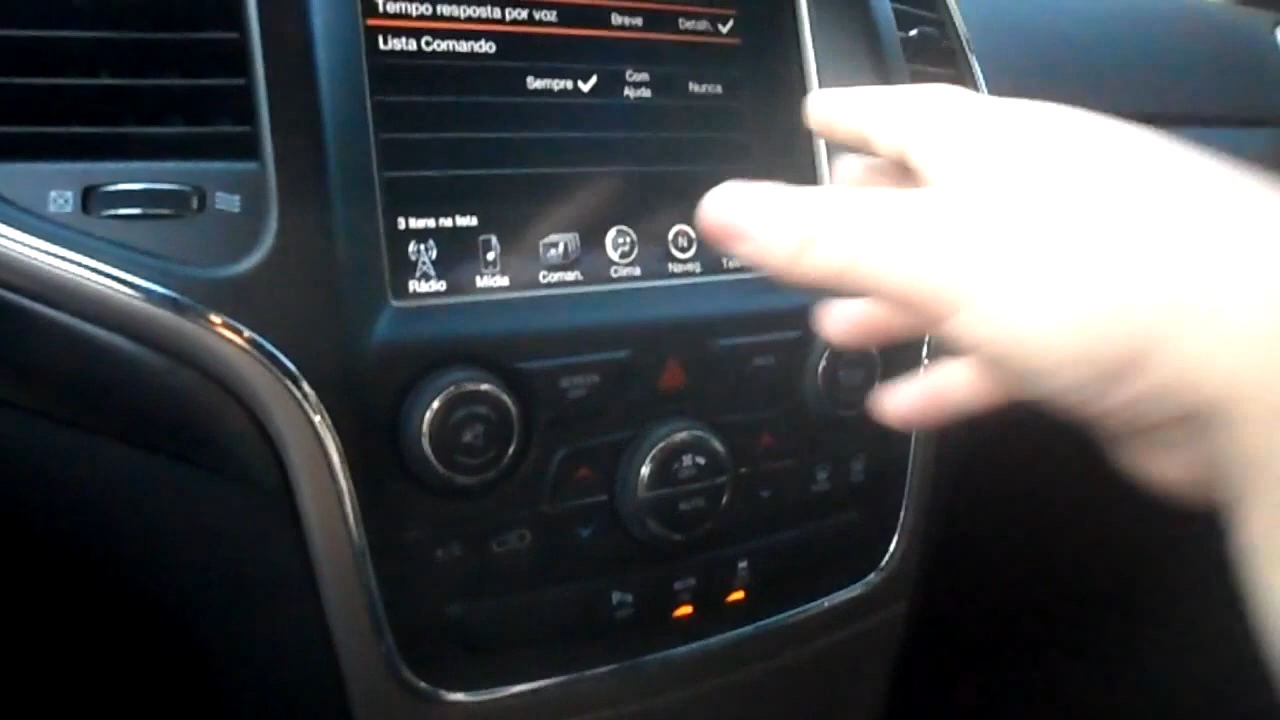 Tempo resposta por voz Breve Detalh.
Lista Comando
Sempre Com Ajuda Nunca
3 itens na lista
Rádio Mídia Coman. Clima Naveg.
N